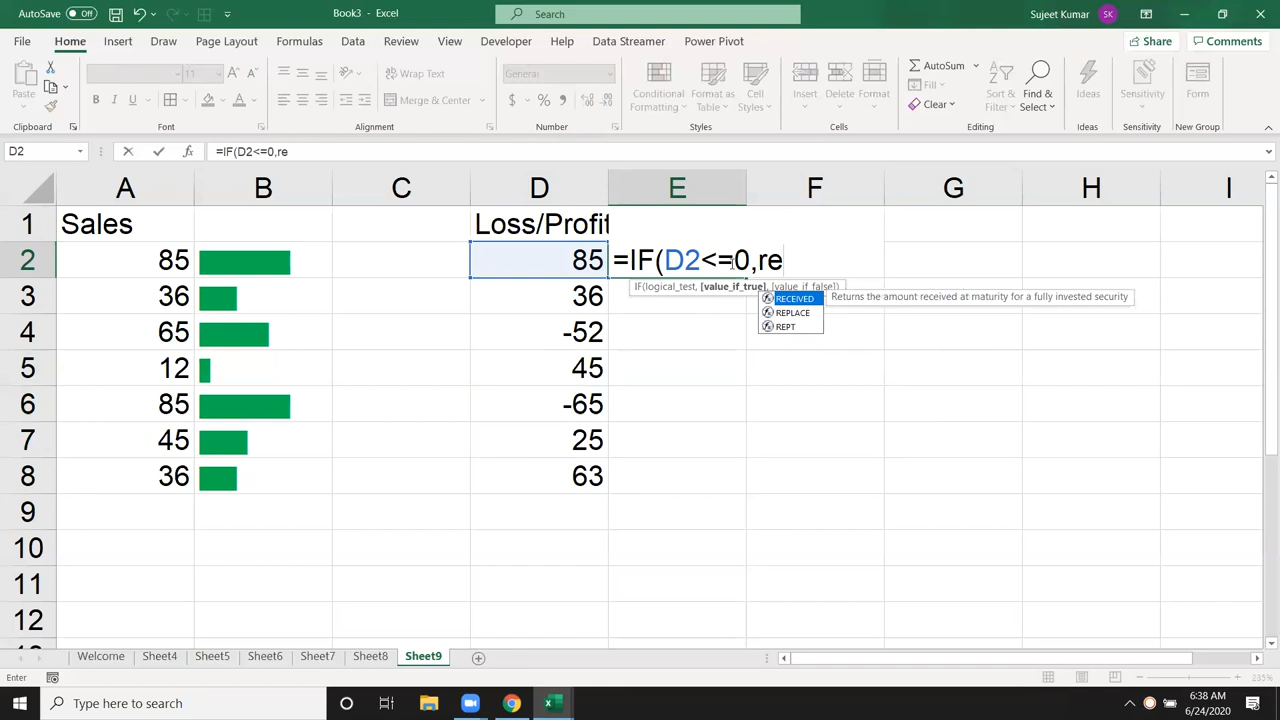 AutoSave Off Book3 - Excel Search Sujeet Kumar SK
File Home Insert Draw Page Layout Formulas Data Review View Developer Help Data Streamer Power Pivot Share Comments
Paste 11 Wrap Text General Conditional Formatting Format as Table Cell Styles Insert Delete Format AutoSum Fill Clear Sort & Filter Find & Select Ideas Sensitivity Form
B I U Merge & Center $ %
Clipboard Font Alignment Number Styles Cells Editing Ideas Sensitivity New Group
D2 fx =IF(D2<=0,re
A B C D E F G H I
1 Sales Loss/Profit
2 85 85 =IF(D2<=0,re
IF(logical_test, [value_if_true], [value_if_false])
3 36 36
RECEIVED Returns the amount received at maturity for a fully invested security
REPLACE
REPT
4 65 -52
5 12 45
6 85 -65
7 45 25
8 36 63
9
10
11
12
Welcome Sheet4 Sheet5 Sheet6 Sheet7 Sheet8 Sheet9
Enter 235%
Type here to search 6:38 AM
6/24/2020